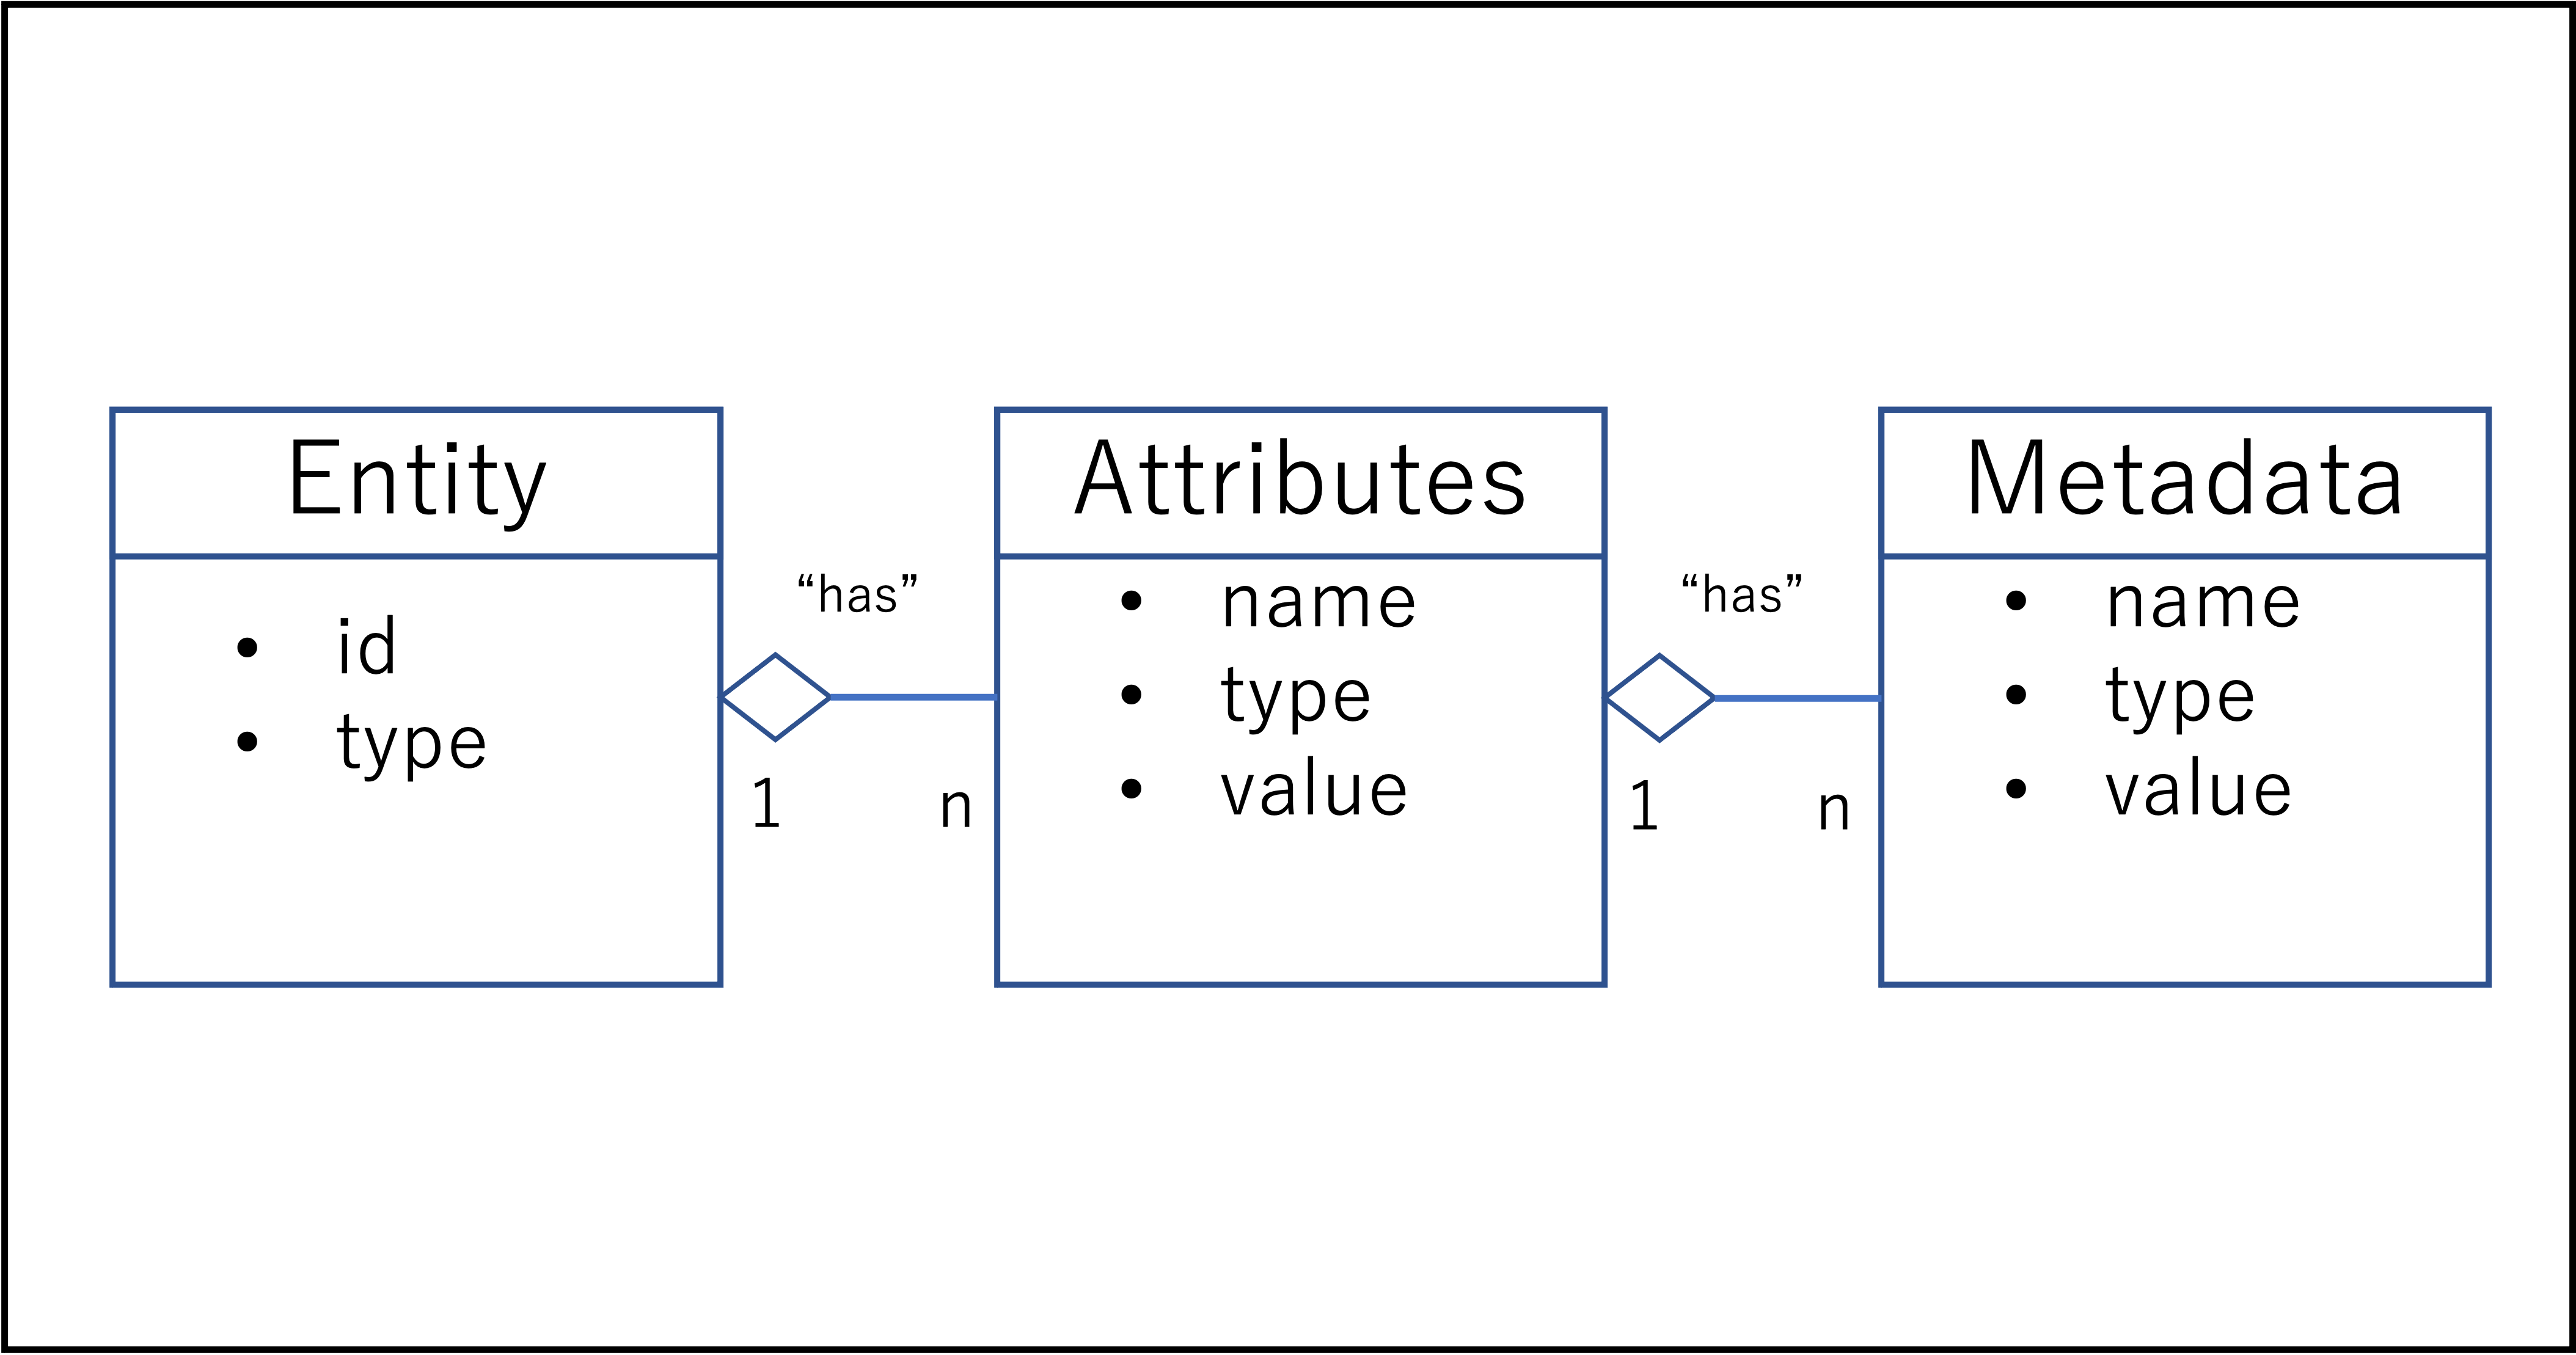 Entity
• id
• type
“has”
1 n
Attributes
• name
• type
• value
“has”
1 n
Metadata
• name
• type
• value